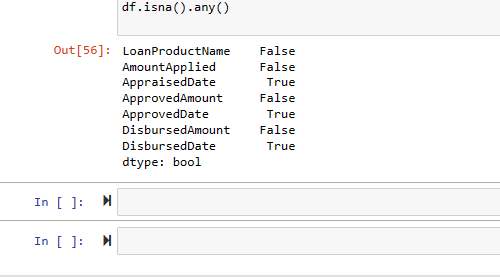 df.isna().any()
Out[56]: LoanProductName    False
AmountApplied      False
AppraisedDate       True
ApprovedAmount     False
ApprovedDate        True
DisbursedAmount    False
DisbursedDate       True
dtype: bool
In [ ]:
In [ ]: